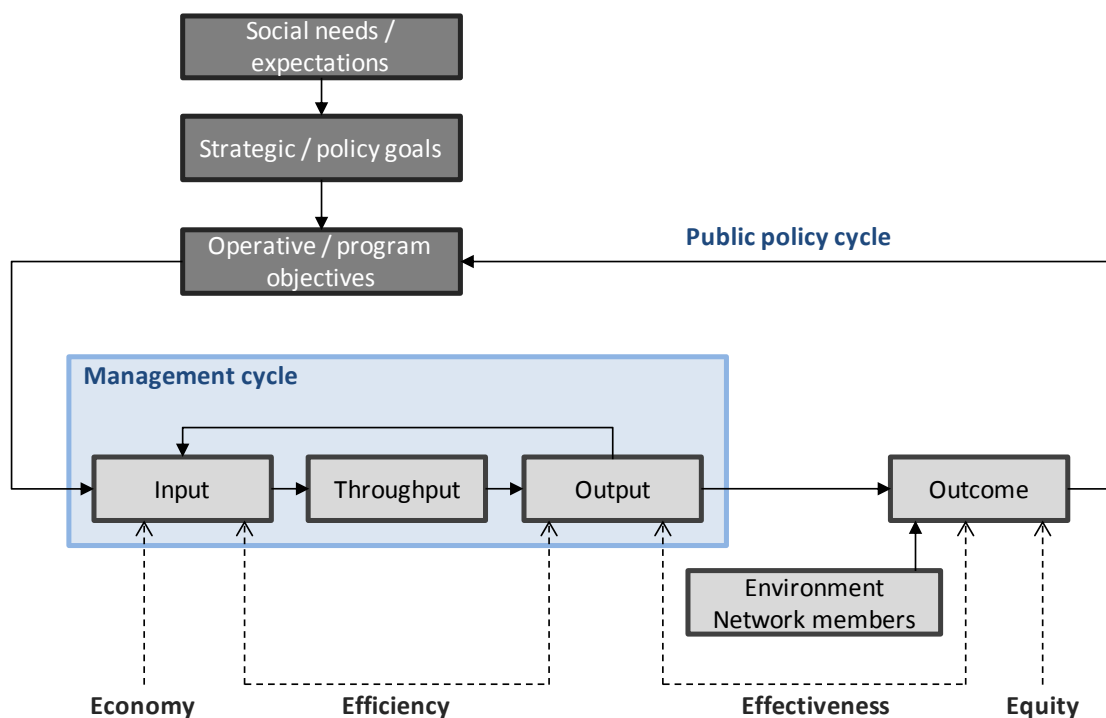 Social needs /
expectations
Strategic / policy goals
Operative / program
objectives
Public policy cycle
Management cycle
Input
Throughput
Output
Outcome
Environment
Network members
Economy
Efficiency
Effectiveness
Equity